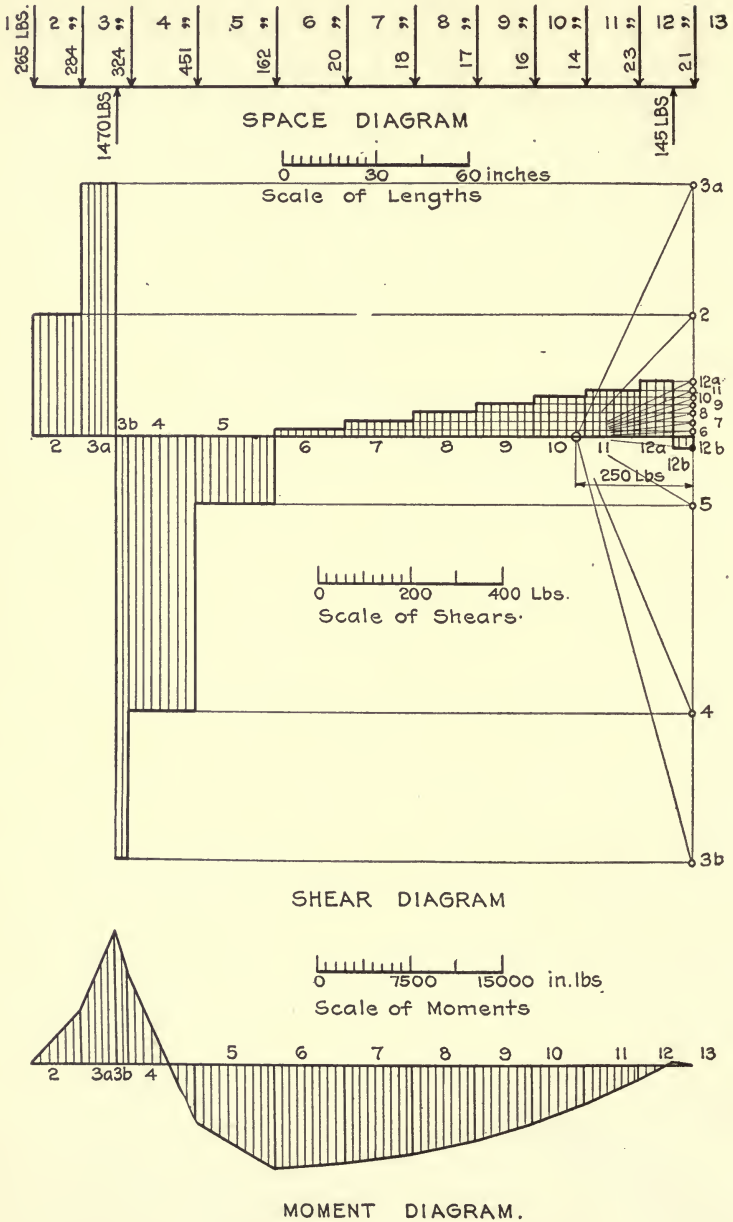 1 2 " 3 " 4 " 5 " 6 " 7 " 8 " 9 " 10 " 11 " 12 " 13
265 LBS. 284 324 451 162 20 18 17 16 14 23 21
1470 LBS 145 LBS
SPACE DIAGRAM
0 30 60 inches
Scale of Lengths
3a
2
12a
11
10
9
8
7
6
3b 4 5
2 3a 6 7 8 9 10 11 12a 12b
12b
250 Lbs
5
0 200 400 Lbs.
Scale of Shears.
4
3b
SHEAR DIAGRAM
0 7500 15000 in.lbs
Scale of Moments
5 6 7 8 9 10 11 12 13
2 3a 3b 4
MOMENT DIAGRAM.